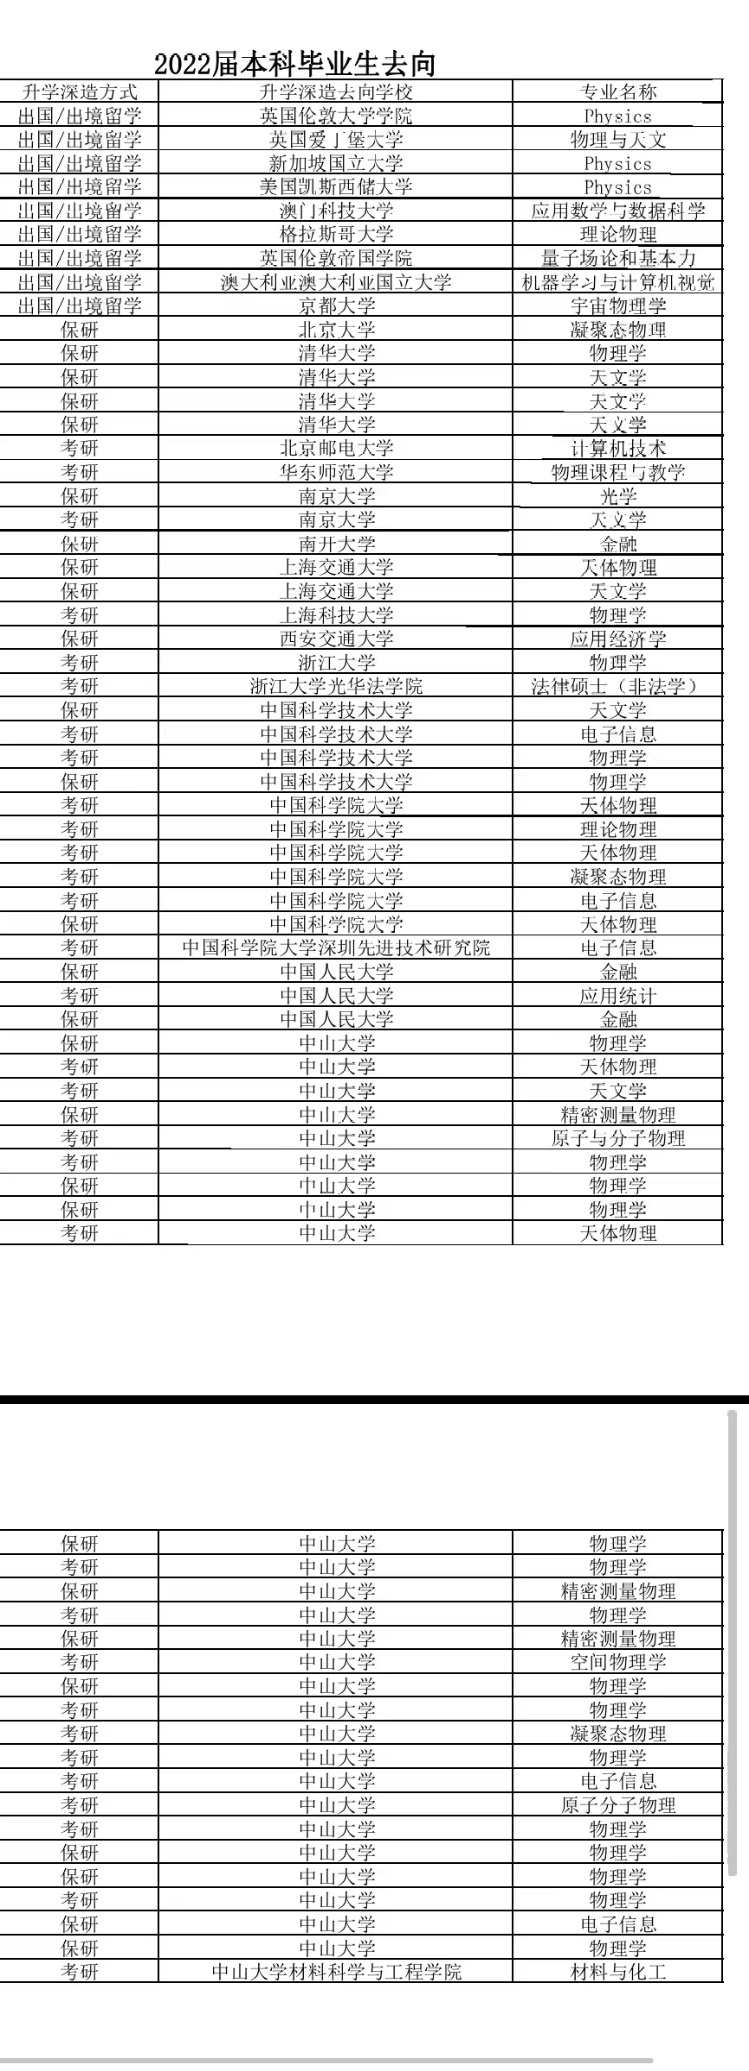 2022届本科毕业生去向
升学深造方式 升学深造去向学校 专业名称
出国/出境留学 英国伦敦大学学院 Physics
出国/出境留学 英国爱丁堡大学 物理与天文
出国/出境留学 新加坡国立大学 Physics
出国/出境留学 美国凯斯西储大学 Physics
出国/出境留学 澳门科技大学 应用数学与数据科学
出国/出境留学 格拉斯哥大学 理论物理
出国/出境留学 英国伦敦帝国学院 量子场论和基本力
出国/出境留学 澳大利亚澳大利亚国立大学 机器学习与计算机视觉
出国/出境留学 京都大学 宇宙物理学
保研 北京大学 凝聚态物理
保研 清华大学 物理学
保研 清华大学 天文学
保研 清华大学 天文学
保研 清华大学 天文学
考研 北京邮电大学 计算机技术
考研 华东师范大学 物理课程与教学
保研 南京大学 光学
考研 南京大学 天文学
保研 南开大学 金融
保研 上海交通大学 天体物理
保研 上海交通大学 天文学
考研 上海科技大学 物理学
保研 西安交通大学 应用经济学
考研 浙江大学 物理学
考研 浙江大学光华法学院 法律硕士（非法学）
保研 中国科学技术大学 天文学
考研 中国科学技术大学 电子信息
考研 中国科学技术大学 物理学
保研 中国科学技术大学 物理学
考研 中国科学院大学 天体物理
考研 中国科学院大学 理论物理
考研 中国科学院大学 天体物理
考研 中国科学院大学 凝聚态物理
考研 中国科学院大学 电子信息
保研 中国科学院大学 天体物理
考研 中国科学院大学深圳先进技术研究院 电子信息
保研 中国人民大学 金融
考研 中国人民大学 应用统计
保研 中国人民大学 金融
保研 中山大学 物理学
考研 中山大学 天体物理
考研 中山大学 天文学
保研 中山大学 精密测量物理
考研 中山大学 原子与分子物理
考研 中山大学 物理学
保研 中山大学 物理学
保研 中山大学 物理学
考研 中山大学 天体物理
保研 中山大学 物理学
考研 中山大学 物理学
保研 中山大学 精密测量物理
考研 中山大学 物理学
保研 中山大学 精密测量物理
考研 中山大学 空间物理学
保研 中山大学 物理学
考研 中山大学 物理学
考研 中山大学 凝聚态物理
考研 中山大学 物理学
考研 中山大学 电子信息
考研 中山大学 原子分子物理
考研 中山大学 物理学
保研 中山大学 物理学
保研 中山大学 物理学
考研 中山大学 物理学
保研 中山大学 电子信息
保研 中山大学 物理学
考研 中山大学材料科学与工程学院 材料与化工